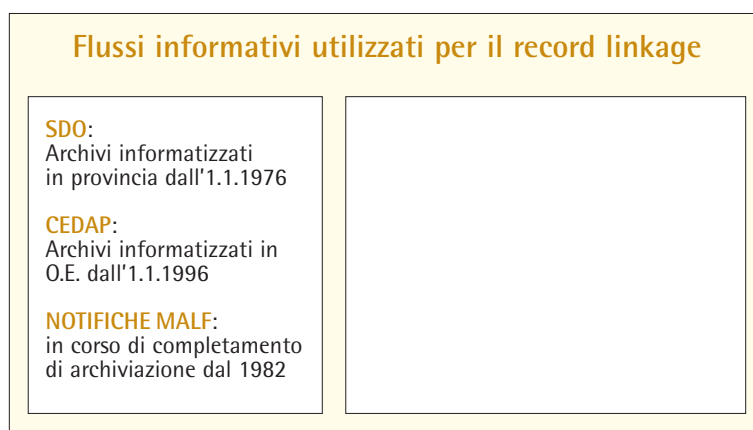 Flussi informativi utilizzati per il record linkage
SDO:
Archivi informatizzati
in provincia dall'1.1.1976
CEDAP:
Archivi informatizzati in
O.E. dall'1.1.1996
NOTIFICHE MALF:
in corso di completamento
di archiviazione dal 1982